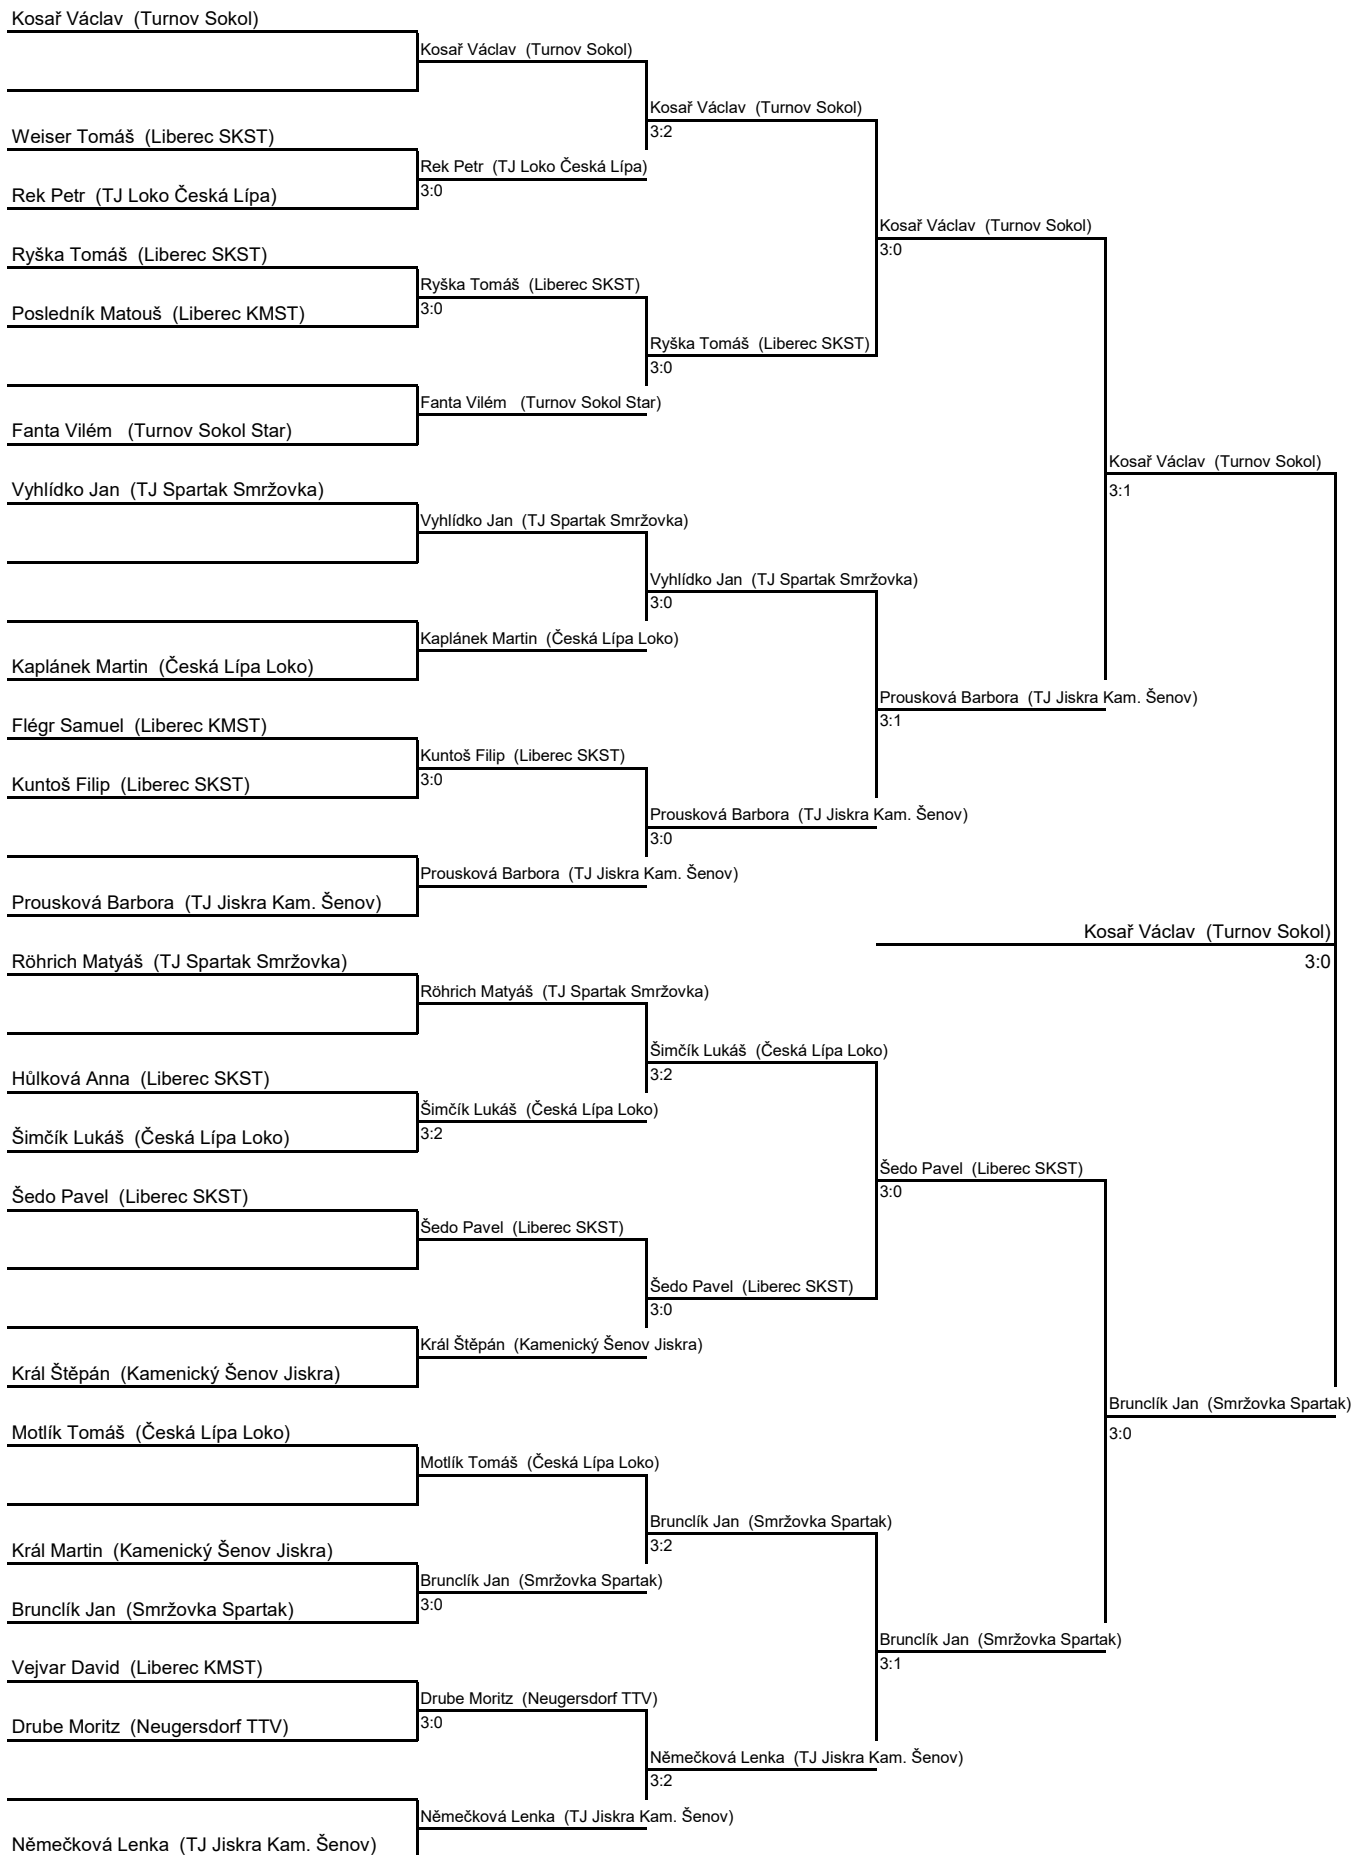 Kosař Václav  (Turnov Sokol)
Kosař Václav  (Turnov Sokol)
Kosař Václav  (Turnov Sokol)
3:2
Weiser Tomáš  (Liberec SKST)
Rek Petr  (TJ Loko Česká Lípa)
3:0
Rek Petr  (TJ Loko Česká Lípa)
Kosař Václav  (Turnov Sokol)
3:0
Ryška Tomáš  (Liberec SKST)
Ryška Tomáš  (Liberec SKST)
3:0
Posledník Matouš  (Liberec KMST)
Ryška Tomáš  (Liberec SKST)
3:0
Fanta Vilém   (Turnov Sokol Star)
Fanta Vilém   (Turnov Sokol Star)
Kosař Václav  (Turnov Sokol)
3:1
Vyhlídko Jan  (TJ Spartak Smržovka)
Vyhlídko Jan  (TJ Spartak Smržovka)
Vyhlídko Jan  (TJ Spartak Smržovka)
3:0
Kaplánek Martin  (Česká Lípa Loko)
Kaplánek Martin  (Česká Lípa Loko)
Prousková Barbora  (TJ Jiskra Kam. Šenov)
3:1
Flégr Samuel  (Liberec KMST)
Kuntoš Filip  (Liberec SKST)
3:0
Kuntoš Filip  (Liberec SKST)
Prousková Barbora  (TJ Jiskra Kam. Šenov)
3:0
Prousková Barbora  (TJ Jiskra Kam. Šenov)
Prousková Barbora  (TJ Jiskra Kam. Šenov)
Kosař Václav  (Turnov Sokol)
3:0
Röhrich Matyáš  (TJ Spartak Smržovka)
Röhrich Matyáš  (TJ Spartak Smržovka)
Šimčík Lukáš  (Česká Lípa Loko)
3:2
Hůlková Anna  (Liberec SKST)
Šimčík Lukáš  (Česká Lípa Loko)
3:2
Šimčík Lukáš  (Česká Lípa Loko)
Šedo Pavel  (Liberec SKST)
3:0
Šedo Pavel  (Liberec SKST)
Šedo Pavel  (Liberec SKST)
Šedo Pavel  (Liberec SKST)
3:0
Král Štěpán  (Kamenický Šenov Jiskra)
Král Štěpán  (Kamenický Šenov Jiskra)
Brunclík Jan  (Smržovka Spartak)
3:0
Motlík Tomáš  (Česká Lípa Loko)
Motlík Tomáš  (Česká Lípa Loko)
Brunclík Jan  (Smržovka Spartak)
3:2
Král Martin  (Kamenický Šenov Jiskra)
Brunclík Jan  (Smržovka Spartak)
3:0
Brunclík Jan  (Smržovka Spartak)
Brunclík Jan  (Smržovka Spartak)
3:1
Vejvar David  (Liberec KMST)
Drube Moritz  (Neugersdorf TTV)
3:0
Drube Moritz  (Neugersdorf TTV)
Němečková Lenka  (TJ Jiskra Kam. Šenov)
3:2
Němečková Lenka  (TJ Jiskra Kam. Šenov)
Němečková Lenka  (TJ Jiskra Kam. Šenov)